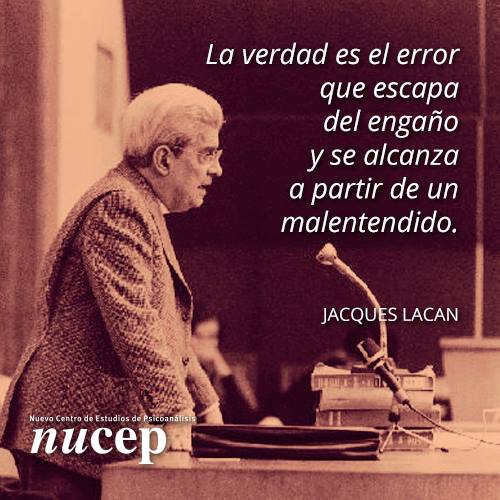 La verdad es el error
que escapa
del engaño
y se alcanza
a partir de un
malentendido.
JACQUES LACAN
Nuevo Centro de Estudios de Psicoanálisis
nucep